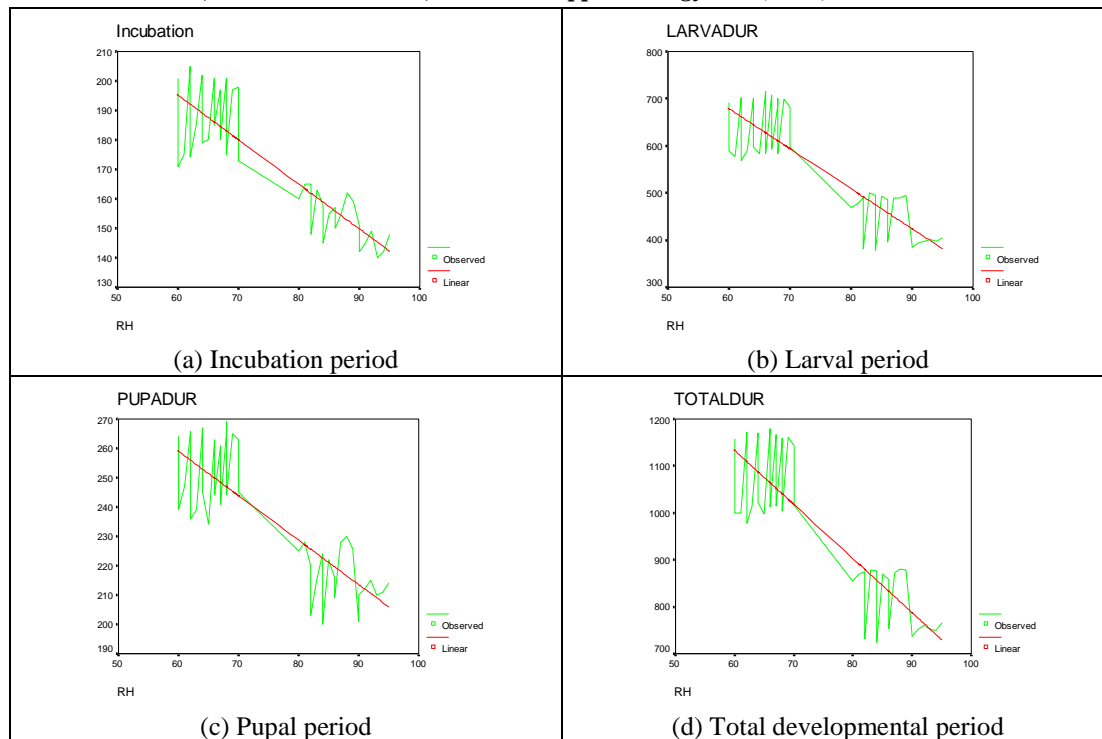 Incubation
210
200
190
180
170
160
150
140
130
50 60 70 80 90 100
RH
Observed
Linear
(a) Incubation period
LARVADUR
800
700
600
500
400
300
50 60 70 80 90 100
RH
Observed
Linear
(b) Larval period
PUPADUR
270
260
250
240
230
220
210
200
190
50 60 70 80 90 100
RH
Observed
Linear
(c) Pupal period
TOTALDUR
1200
1100
1000
900
800
700
50 60 70 80 90 100
RH
Observed
Linear
(d) Total developmental period